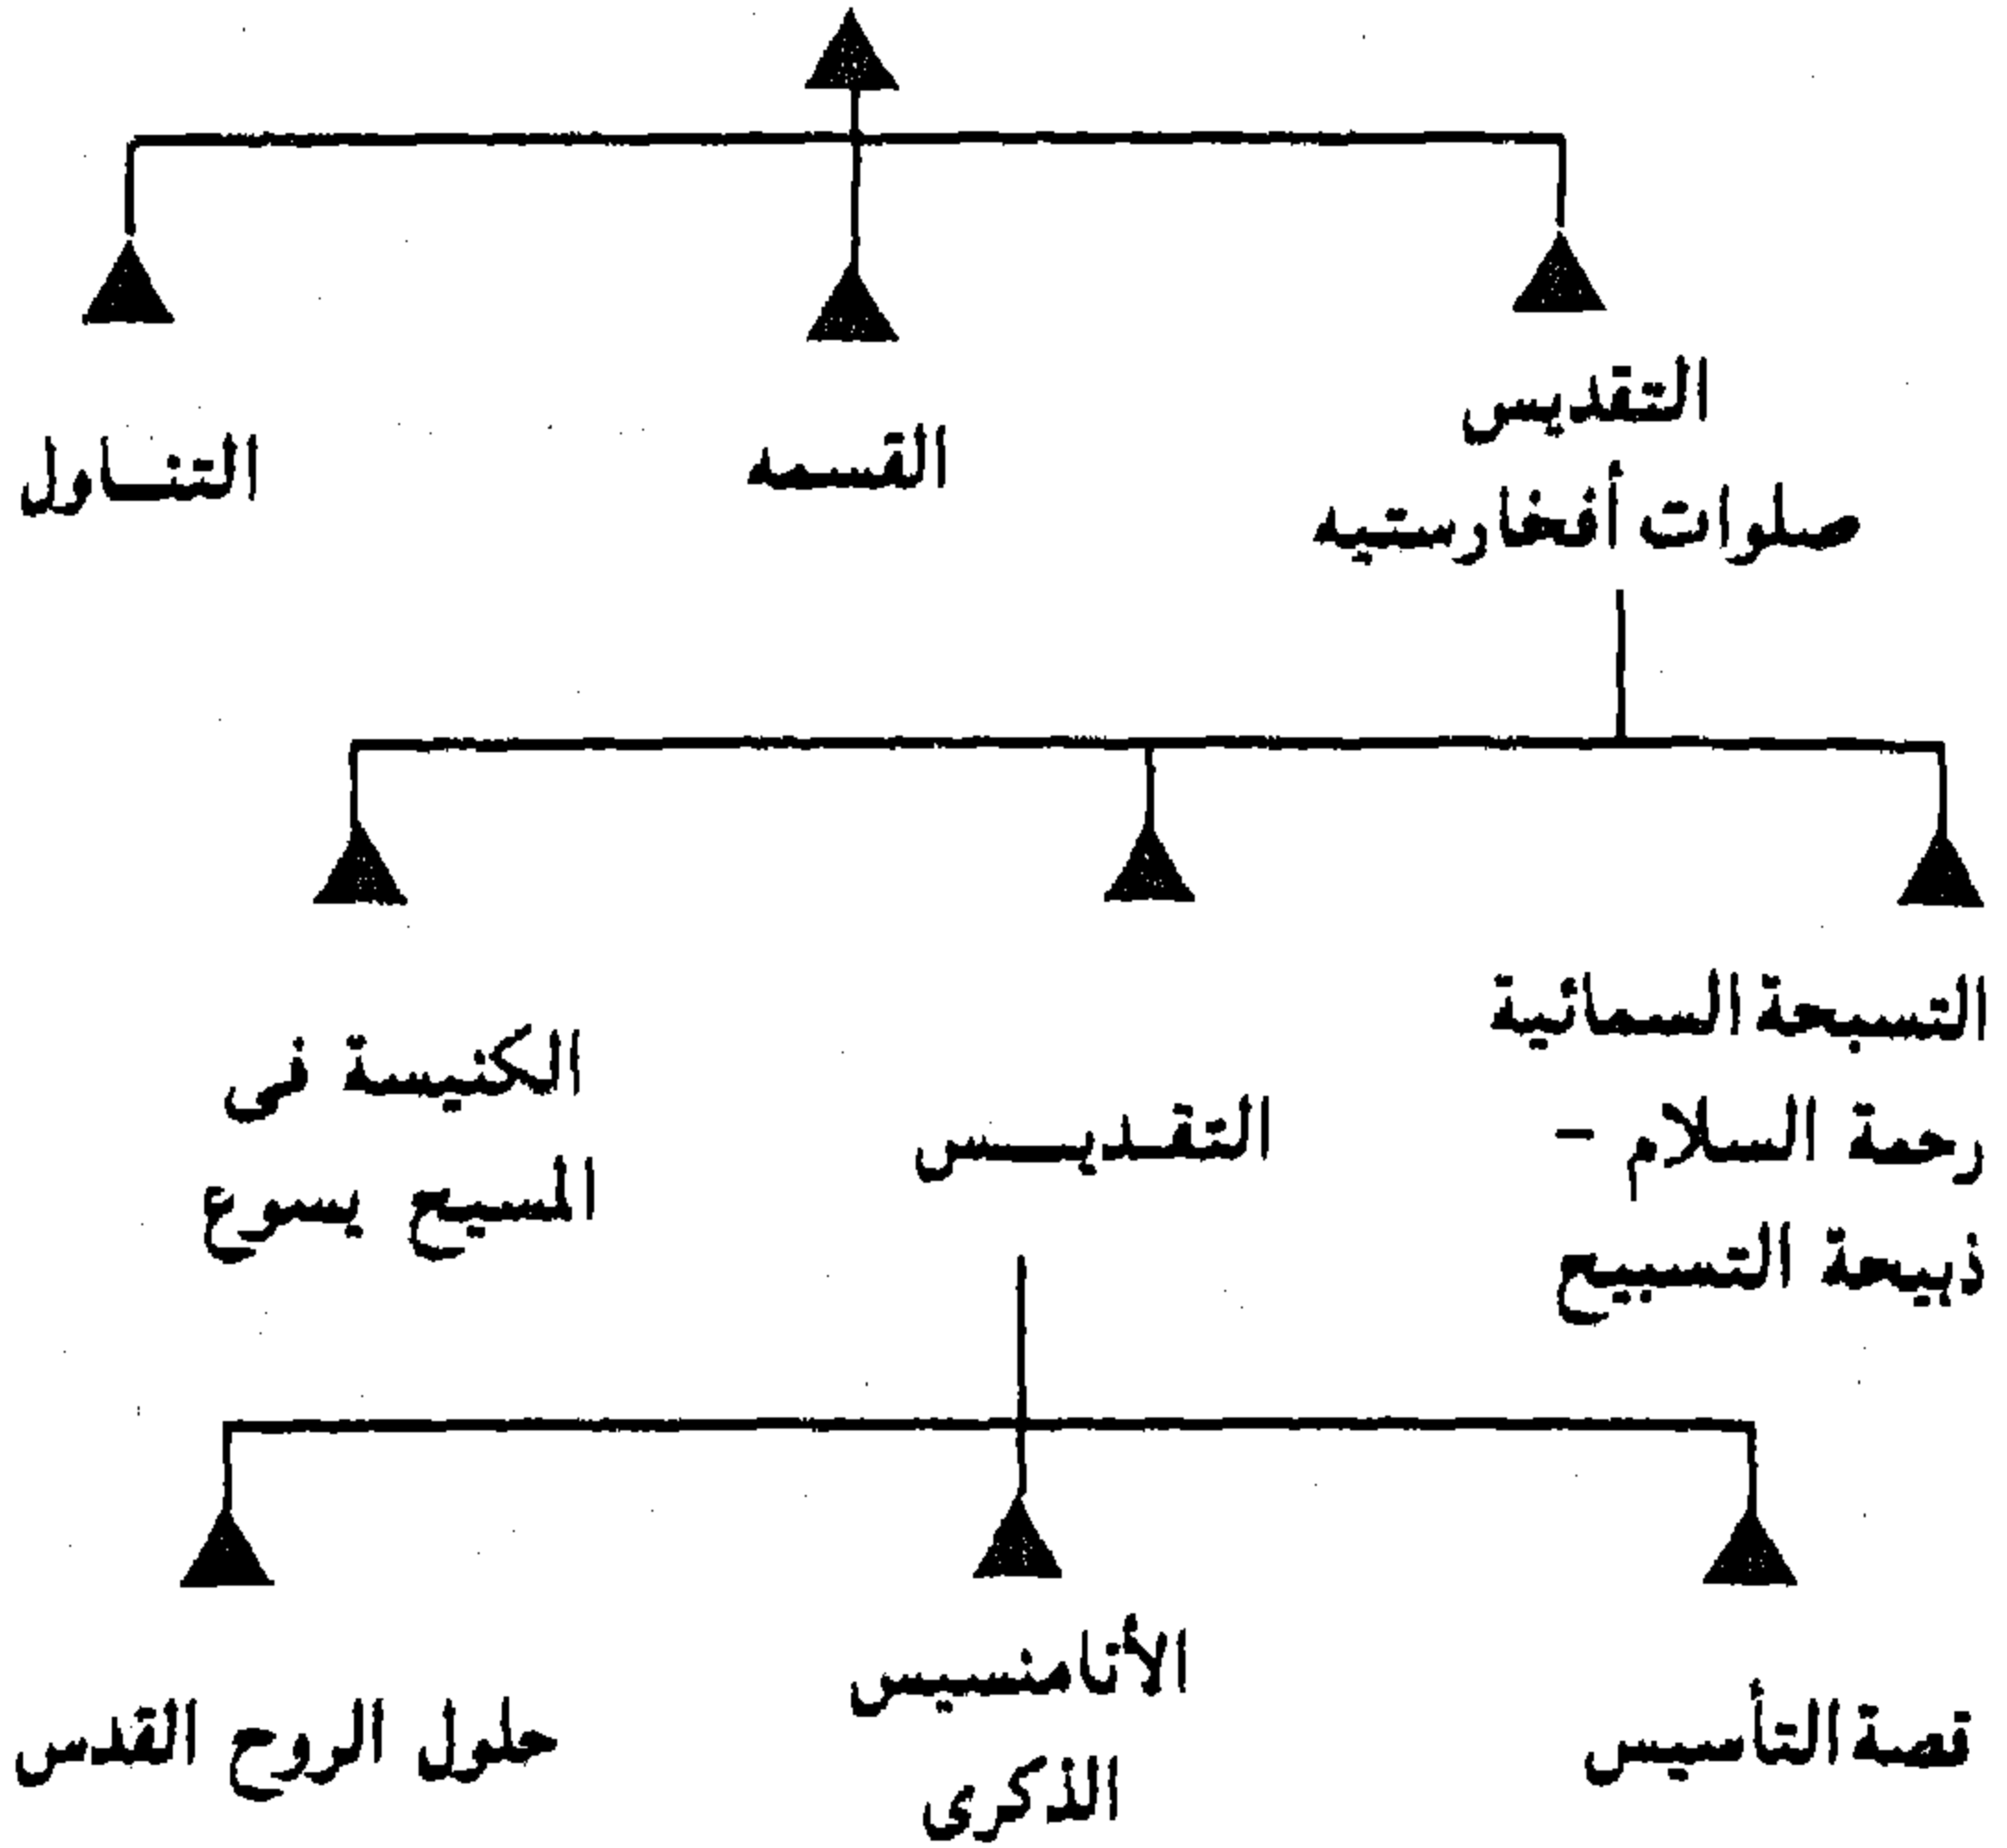 التقديس
صلوات أفخارستيه
القسمه
التناول
التسبحة السمائية
رحمة السلام -
ذبيحة التسبيح
التقديس
الكنيسة فى
المسيح يسوع
قصة التأسيس
الأنامنسيس
الذكرى
حلول الروح القدس